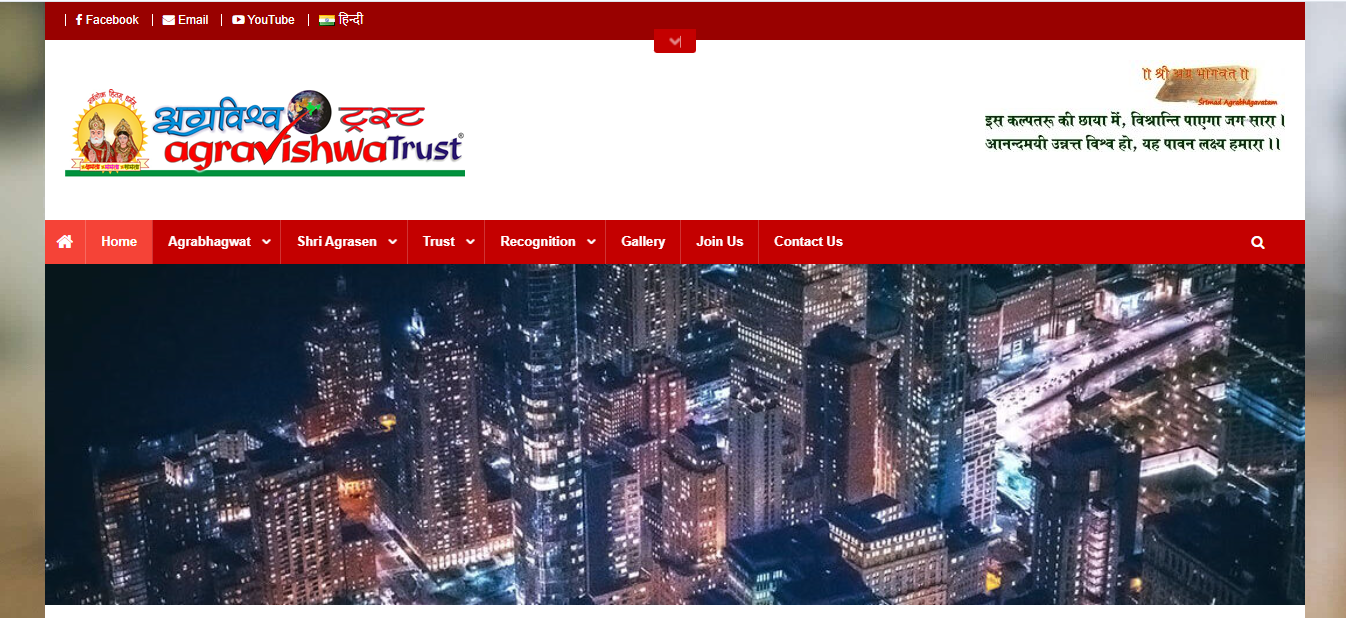 Facebook
Email
YouTube
हिन्दी
अग्रविश्व ट्रस्ट
agravishwaTrust®
॥ श्री अग्र भागवत ॥
Srimad Agrabhagavatam
इस कल्पतरू की छाया में, विश्रान्ति पाएगा जग सारा ।
आनन्दमयी उन्नत्त विश्व हो, यह पावन लक्ष्य हमारा ।।
Home
Agrabhagwat
Shri Agrasen
Trust
Recognition
Gallery
Join Us
Contact Us